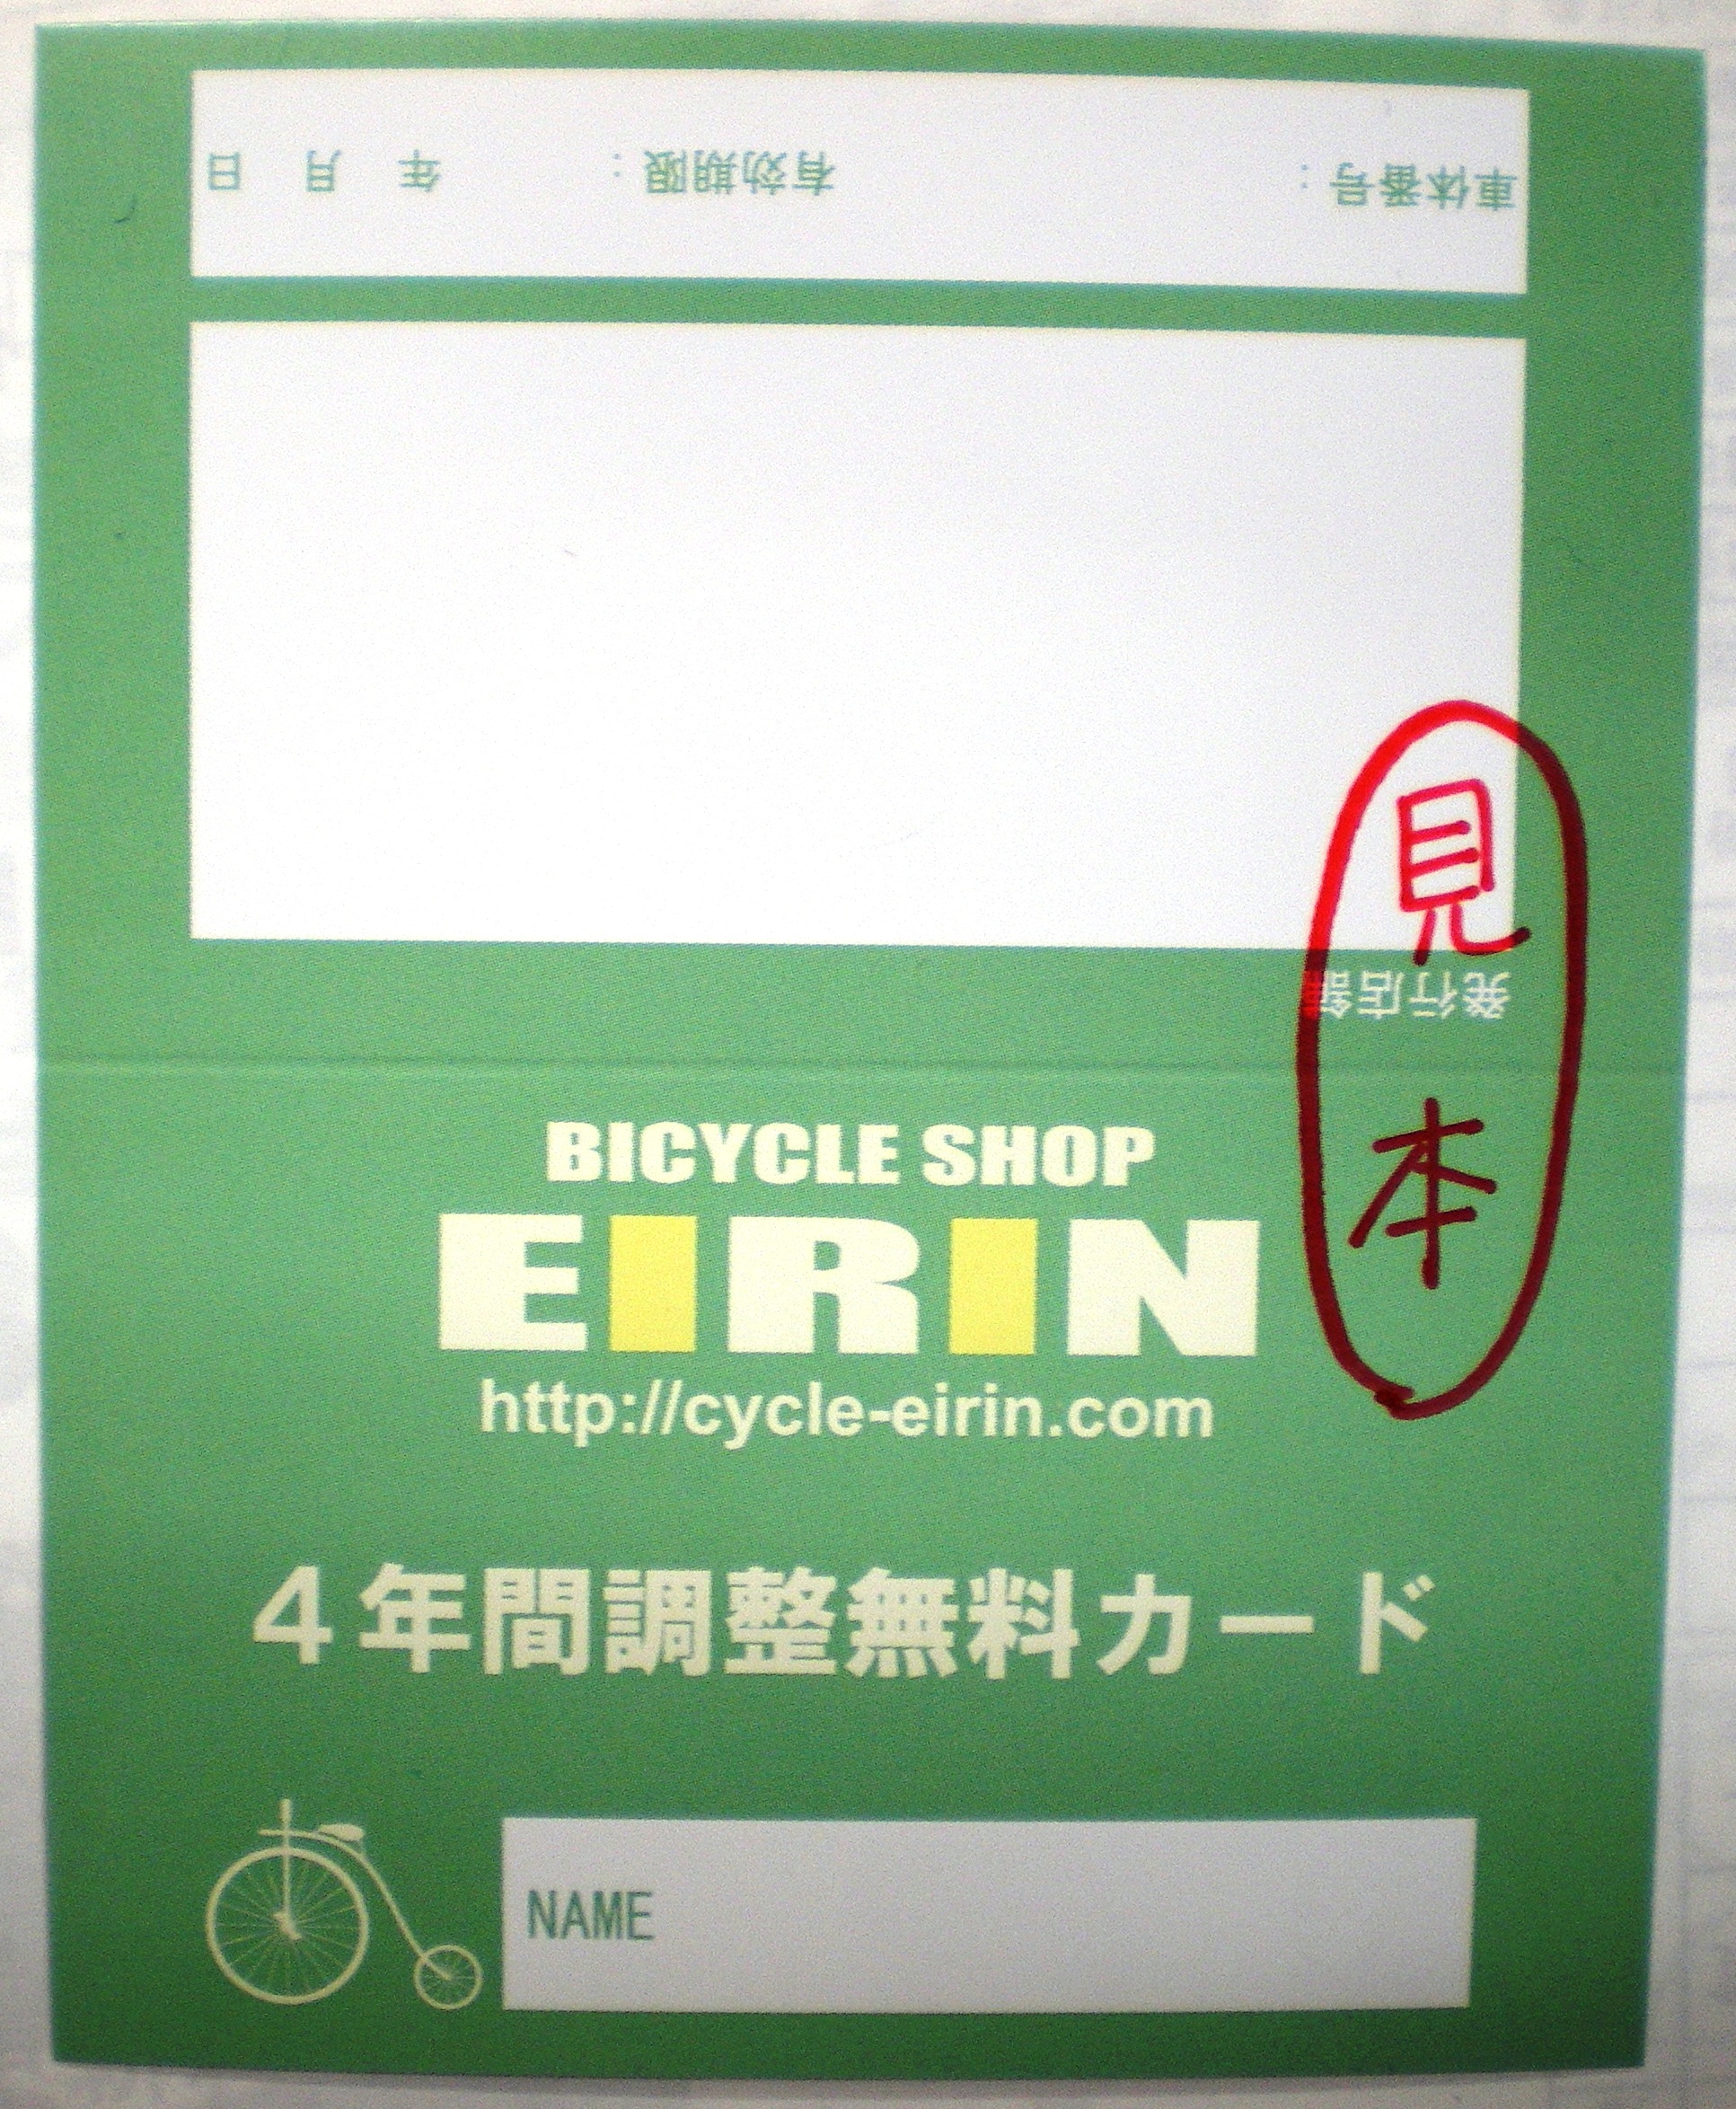 車体番号：　有効期限：　年　月　日
発行店舗
見本
BICYCLE SHOP
EIRIN
http://cycle-eirin.com
４年間調整無料カード
NAME